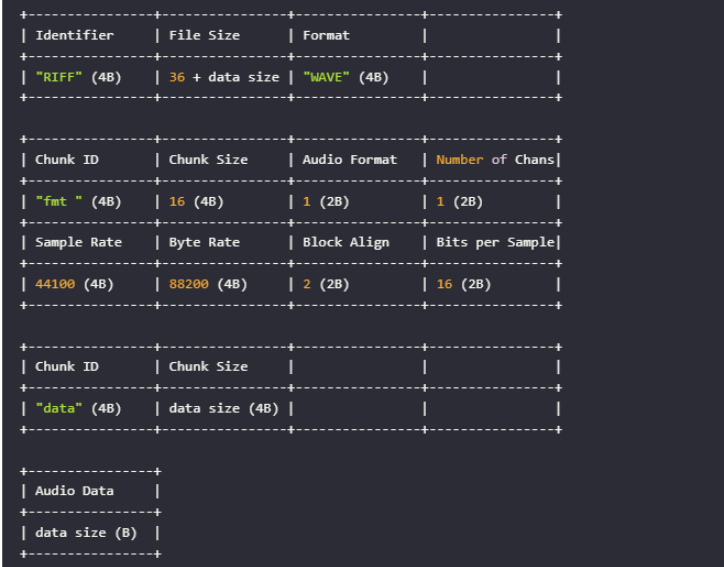 +-----------------+-----------------+-----------------+----------------+
| Identifier | File Size | Format | |
+-----------------+-----------------+-----------------+----------------+
| "RIFF" (4B) | 36 + data size | "WAVE" (4B) | |
+-----------------+-----------------+-----------------+----------------+
+-----------------+-----------------+-----------------+----------------+
| Chunk ID | Chunk Size | Audio Format | Number of Chans|
+-----------------+-----------------+-----------------+----------------+
| "fmt " (4B) | 16 (4B) | 1 (2B) | 1 (2B) |
+-----------------+-----------------+-----------------+----------------+
| Sample Rate | Byte Rate | Block Align | Bits per Sample|
+-----------------+-----------------+-----------------+----------------+
| 44100 (4B) | 88200 (4B) | 2 (2B) | 16 (2B) |
+-----------------+-----------------+-----------------+----------------+
+-----------------+-----------------+-----------------+----------------+
| Chunk ID | Chunk Size | | |
+-----------------+-----------------+-----------------+----------------+
| "data" (4B) | data size (4B) | | |
+-----------------+-----------------+-----------------+----------------+
+-----------------+
| Audio Data |
+-----------------+
| data size (B) |
+-----------------+